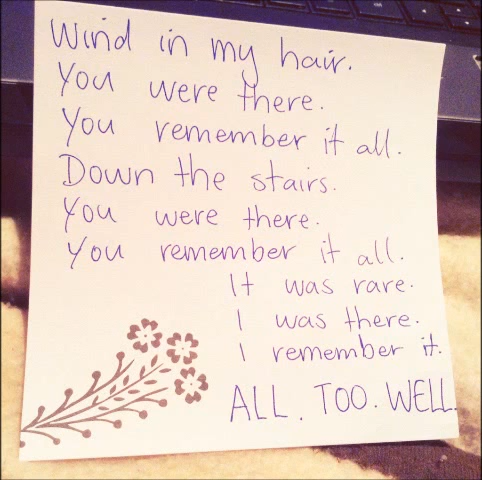 Wind in my hair.
You were there.
You remember it all.
Down the stairs.
You were there.
You remember it all.
It was rare.
I was there.
I remember it.
ALL. TOO. WELL.